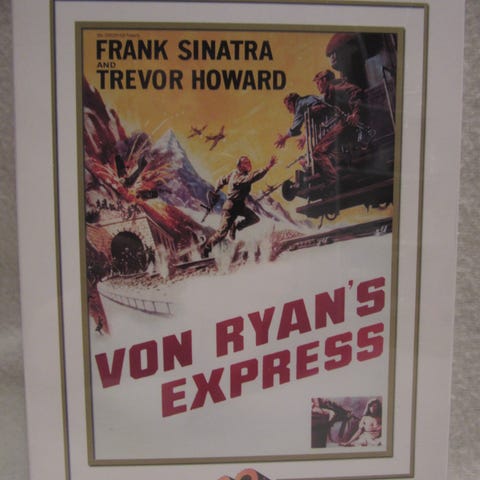 FRANK SINATRA
AND
TREVOR HOWARD
VON RYAN'S
EXPRESS